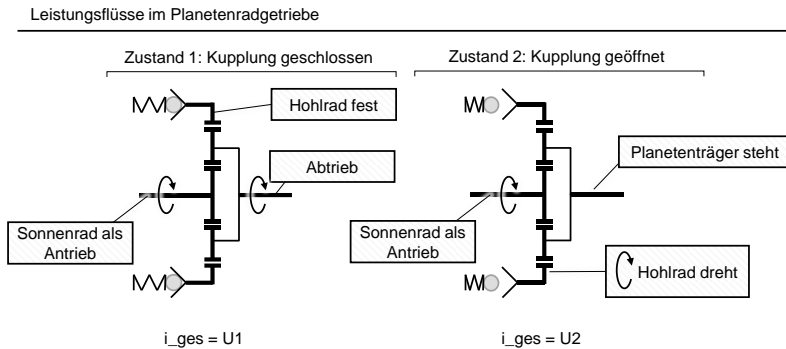 Leistungsflüsse im Planetenradgetriebe
Zustand 1: Kupplung geschlossen
Zustand 2: Kupplung geöffnet
Hohlrad fest
Abtrieb
Planetenträger steht
Sonnenrad als
Antrieb
Sonnenrad als
Antrieb
Hohlrad dreht
i_ges = U1
i_ges = U2